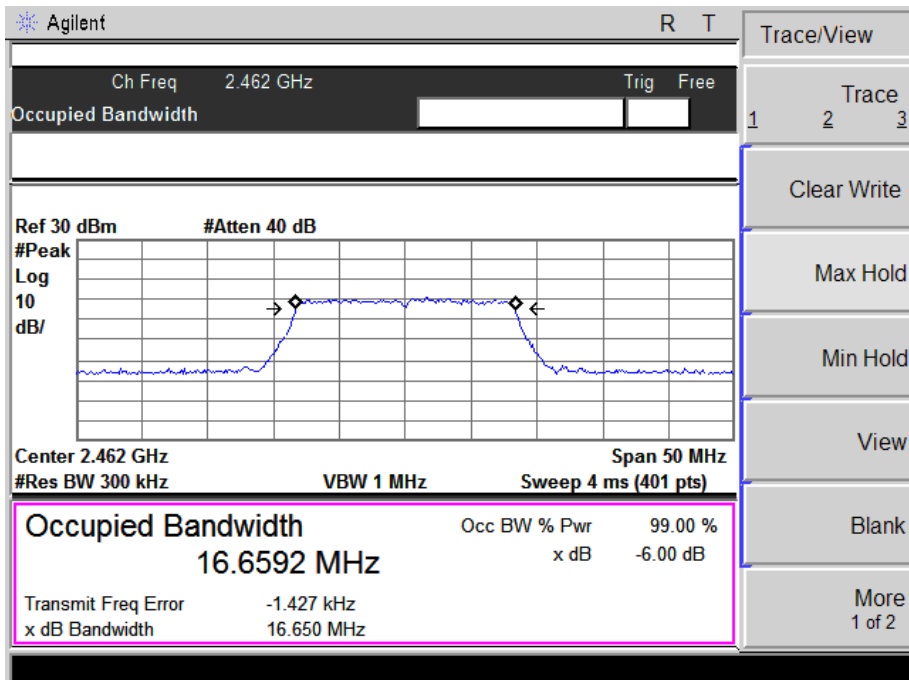 Agilent R T
Trace/View
Ch Freq 2.462 GHz Trig Free
Occupied Bandwidth
Trace
1 2 3
Clear Write
Max Hold
Min Hold
View
Blank
More
1 of 2
Ref 30 dBm #Atten 40 dB
#Peak
Log
10
dB/
Center 2.462 GHz Span 50 MHz
#Res BW 300 kHz VBW 1 MHz Sweep 4 ms (401 pts)
Occupied Bandwidth Occ BW % Pwr 99.00 %
16.6592 MHz x dB -6.00 dB
Transmit Freq Error -1.427 kHz
x dB Bandwidth 16.650 MHz